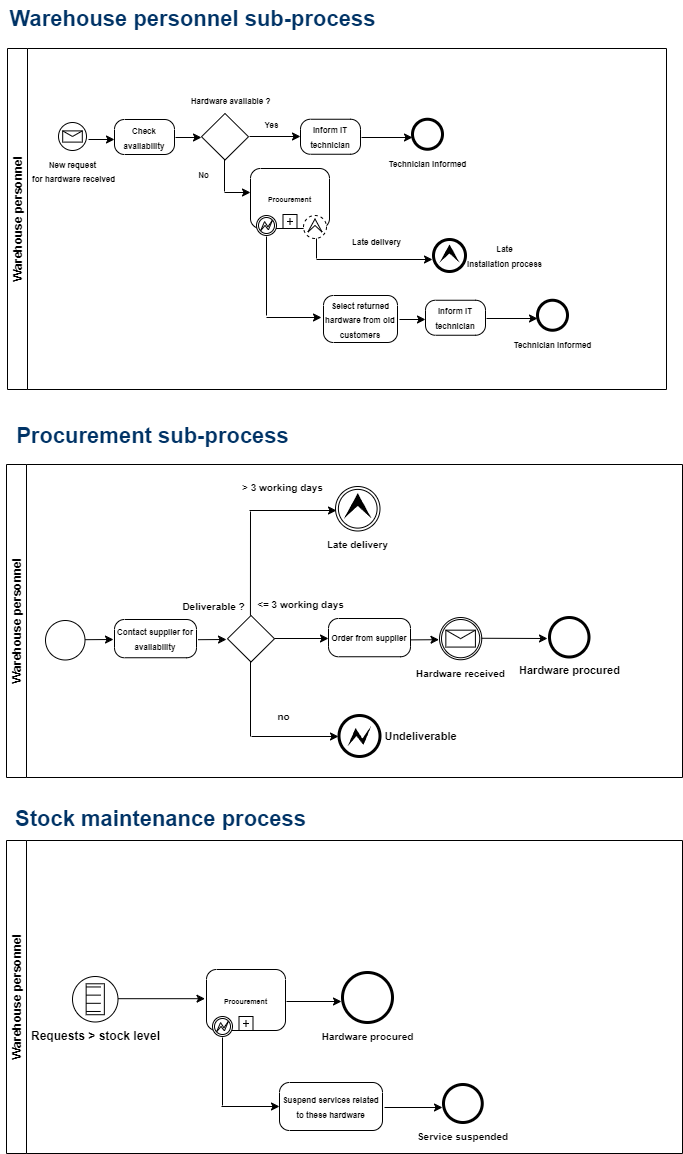 Warehouse personnel sub-process
Warehouse personnel
Hardware available ?
New request
for hardware received
Check
availability
Yes
Inform IT
technician
Technician informed
No
Procurement
Late delivery
Late
installation process
Select returned
hardware from old
customers
Inform IT
technician
Technician informed
Procurement sub-process
Warehouse personnel
> 3 working days
Late delivery
Deliverable ?
<= 3 working days
Contact supplier for
availability
Order from supplier
Hardware received
Hardware procured
no
Undeliverable
Stock maintenance process
Warehouse personnel
Requests > stock level
Procurement
Hardware procured
Suspend services related
to these hardware
Service suspended